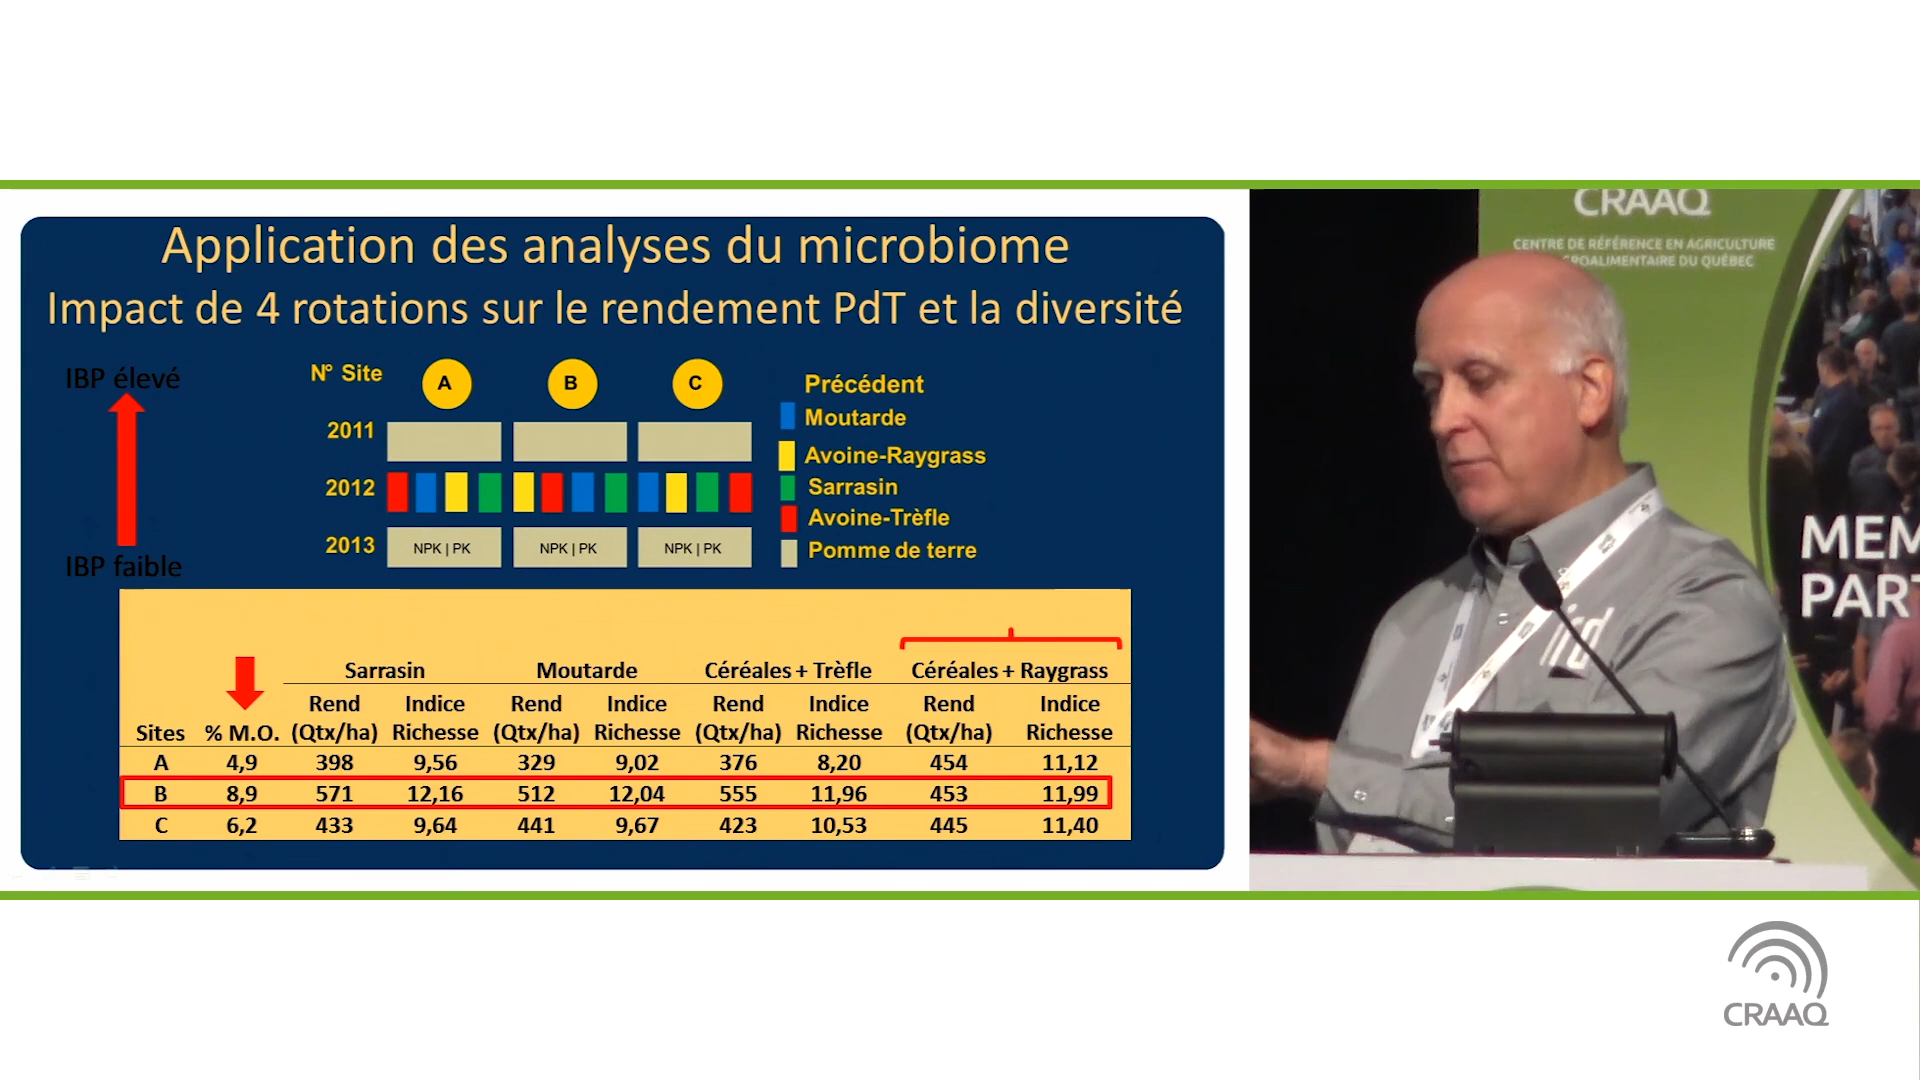 Application des analyses du microbiome
Impact de 4 rotations sur le rendement PdT et la diversité
IBP élevé
IBP faible
N° Site A B C
2011
2012
2013 NPK | PK NPK | PK NPK | PK
Précédent
Moutarde
Avoine-Raygrass
Sarrasin
Avoine-Trèfle
Pomme de terre
Sarrasin Moutarde Céréales + Trèfle Céréales + Raygrass
Rend Indice Rend Indice Rend Indice Rend Indice
Sites % M.O. (Qtx/ha) Richesse (Qtx/ha) Richesse (Qtx/ha) Richesse (Qtx/ha) Richesse
A 4,9 398 9,56 329 9,02 376 8,20 454 11,12
B 8,9 571 12,16 512 12,04 555 11,96 453 11,99
C 6,2 433 9,64 441 9,67 423 10,53 445 11,40
CRAAQ
CENTRE DE RÉFÉRENCE EN AGRICULTURE
ROALIMENTAIRE DU QUÉBEC
MEM
PAR
ird
CRAAQ